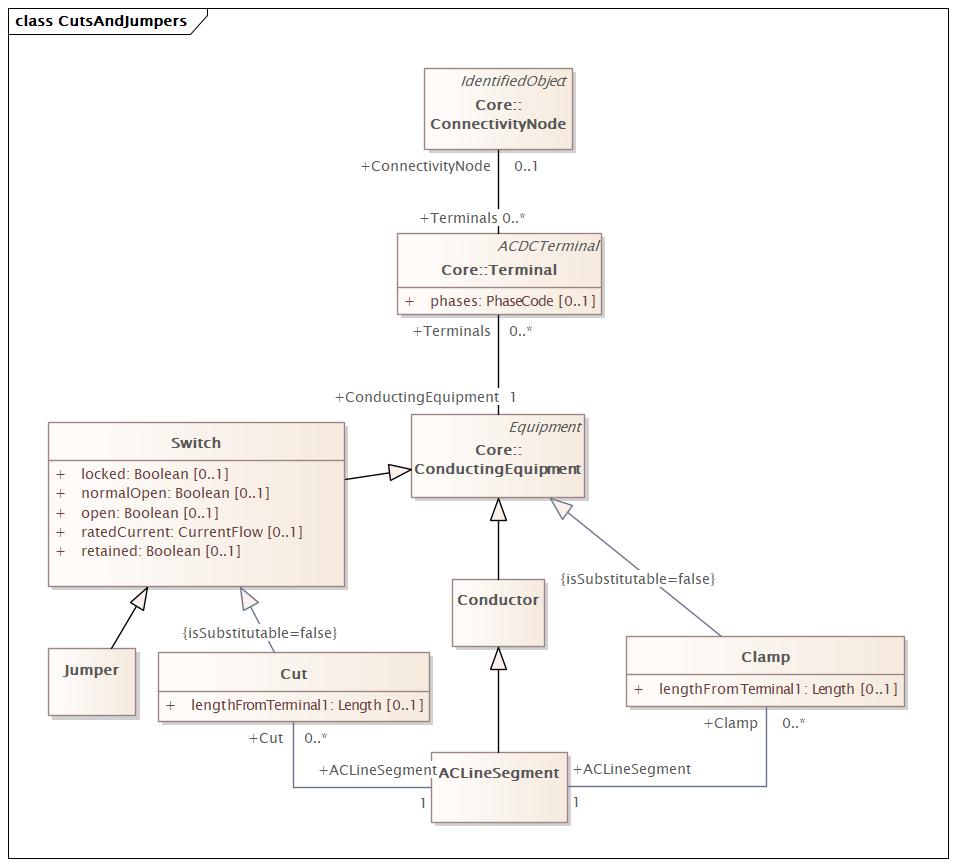 class CutsAndJumpers
IdentifiedObject
Core::
ConnectivityNode
+ConnectivityNode 0..1
+Terminals 0..*
ACDCTerminal
Core::Terminal
+ phases: PhaseCode [0..1]
+Terminals 0..*
+ConductingEquipment 1
Equipment
Core::
ConductingEquipment
Switch
+ locked: Boolean [0..1]
+ normalOpen: Boolean [0..1]
+ open: Boolean [0..1]
+ ratedCurrent: CurrentFlow [0..1]
+ retained: Boolean [0..1]
{isSubstitutable=false}
Conductor
{isSubstitutable=false}
Jumper
Cut
+ lengthFromTerminal1: Length [0..1]
Clamp
+ lengthFromTerminal1: Length [0..1]
+Cut 0..*
+Clamp 0..*
+ACLineSegment
1
ACLineSegment
+ACLineSegment
1